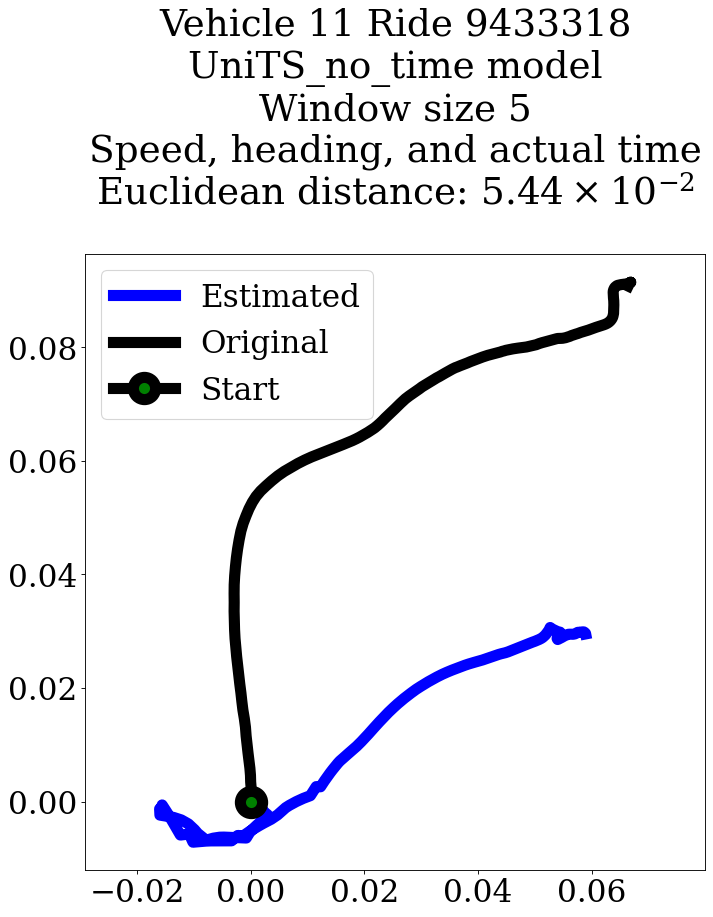 Vehicle 11 Ride 9433318
UniTS_no_time model
Window size 5
Speed, heading, and actual time
Euclidean distance: 5.44 × 10⁻²
Estimated
Original
Start
0.08
0.06
0.04
0.02
0.00
−0.02 0.00 0.02 0.04 0.06